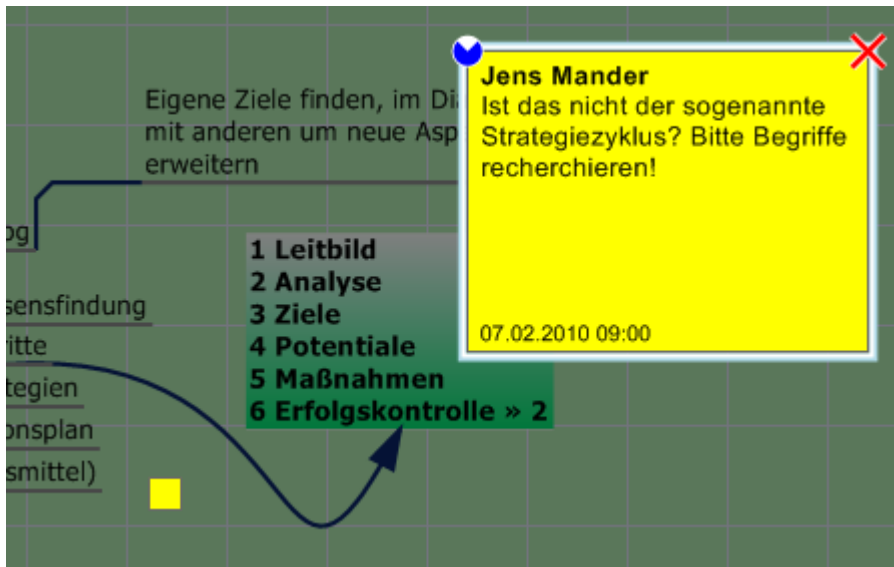 Eigene Ziele finden, im Dia
mit anderen um neue Asp
erweitern
Jens Mander
Ist das nicht der sogenannte
Strategiezyklus? Bitte Begriffe
recherchieren!
07.02.2010 09:00
og
1 Leitbild
2 Analyse
3 Ziele
4 Potentiale
5 Maßnahmen
6 Erfolgskontrolle » 2
sensfindung
itte
tegien
onsplan
smittel)